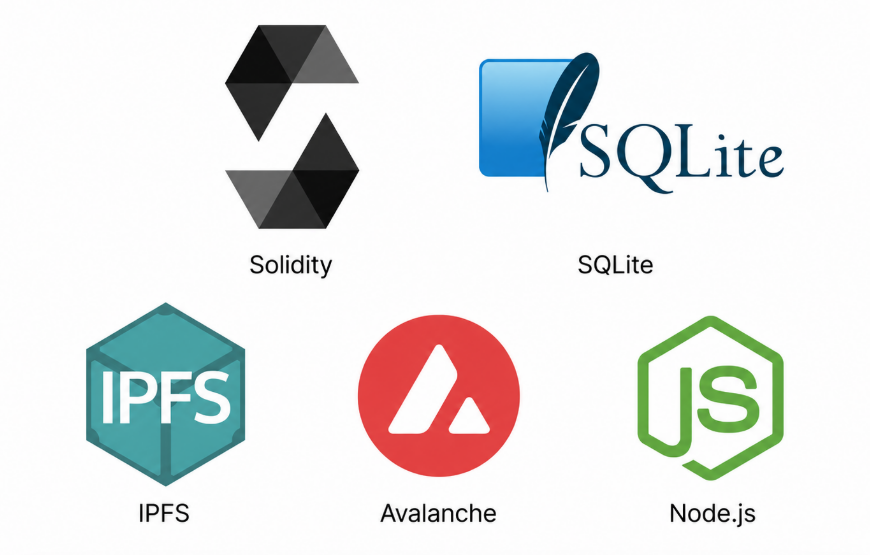 SQLite
Solidity
SQLite
IPFS
JS
IPFS
Avalanche
Node.js